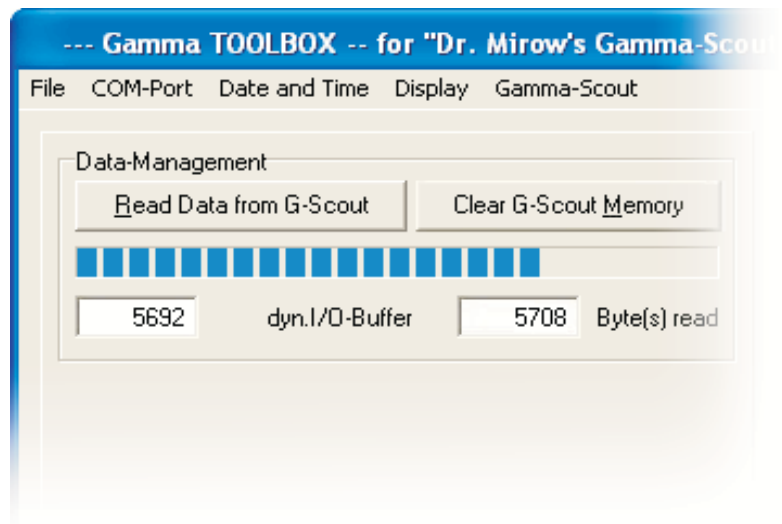 --- Gamma TOOLBOX -- for "Dr. Mirow's Gamma-Scout
File COM-Port Date and Time Display Gamma-Scout
Data-Management
Read Data from G-Scout Clear G-Scout Memory
5692 dyn.I/O-Buffer 5708 Byte(s) read